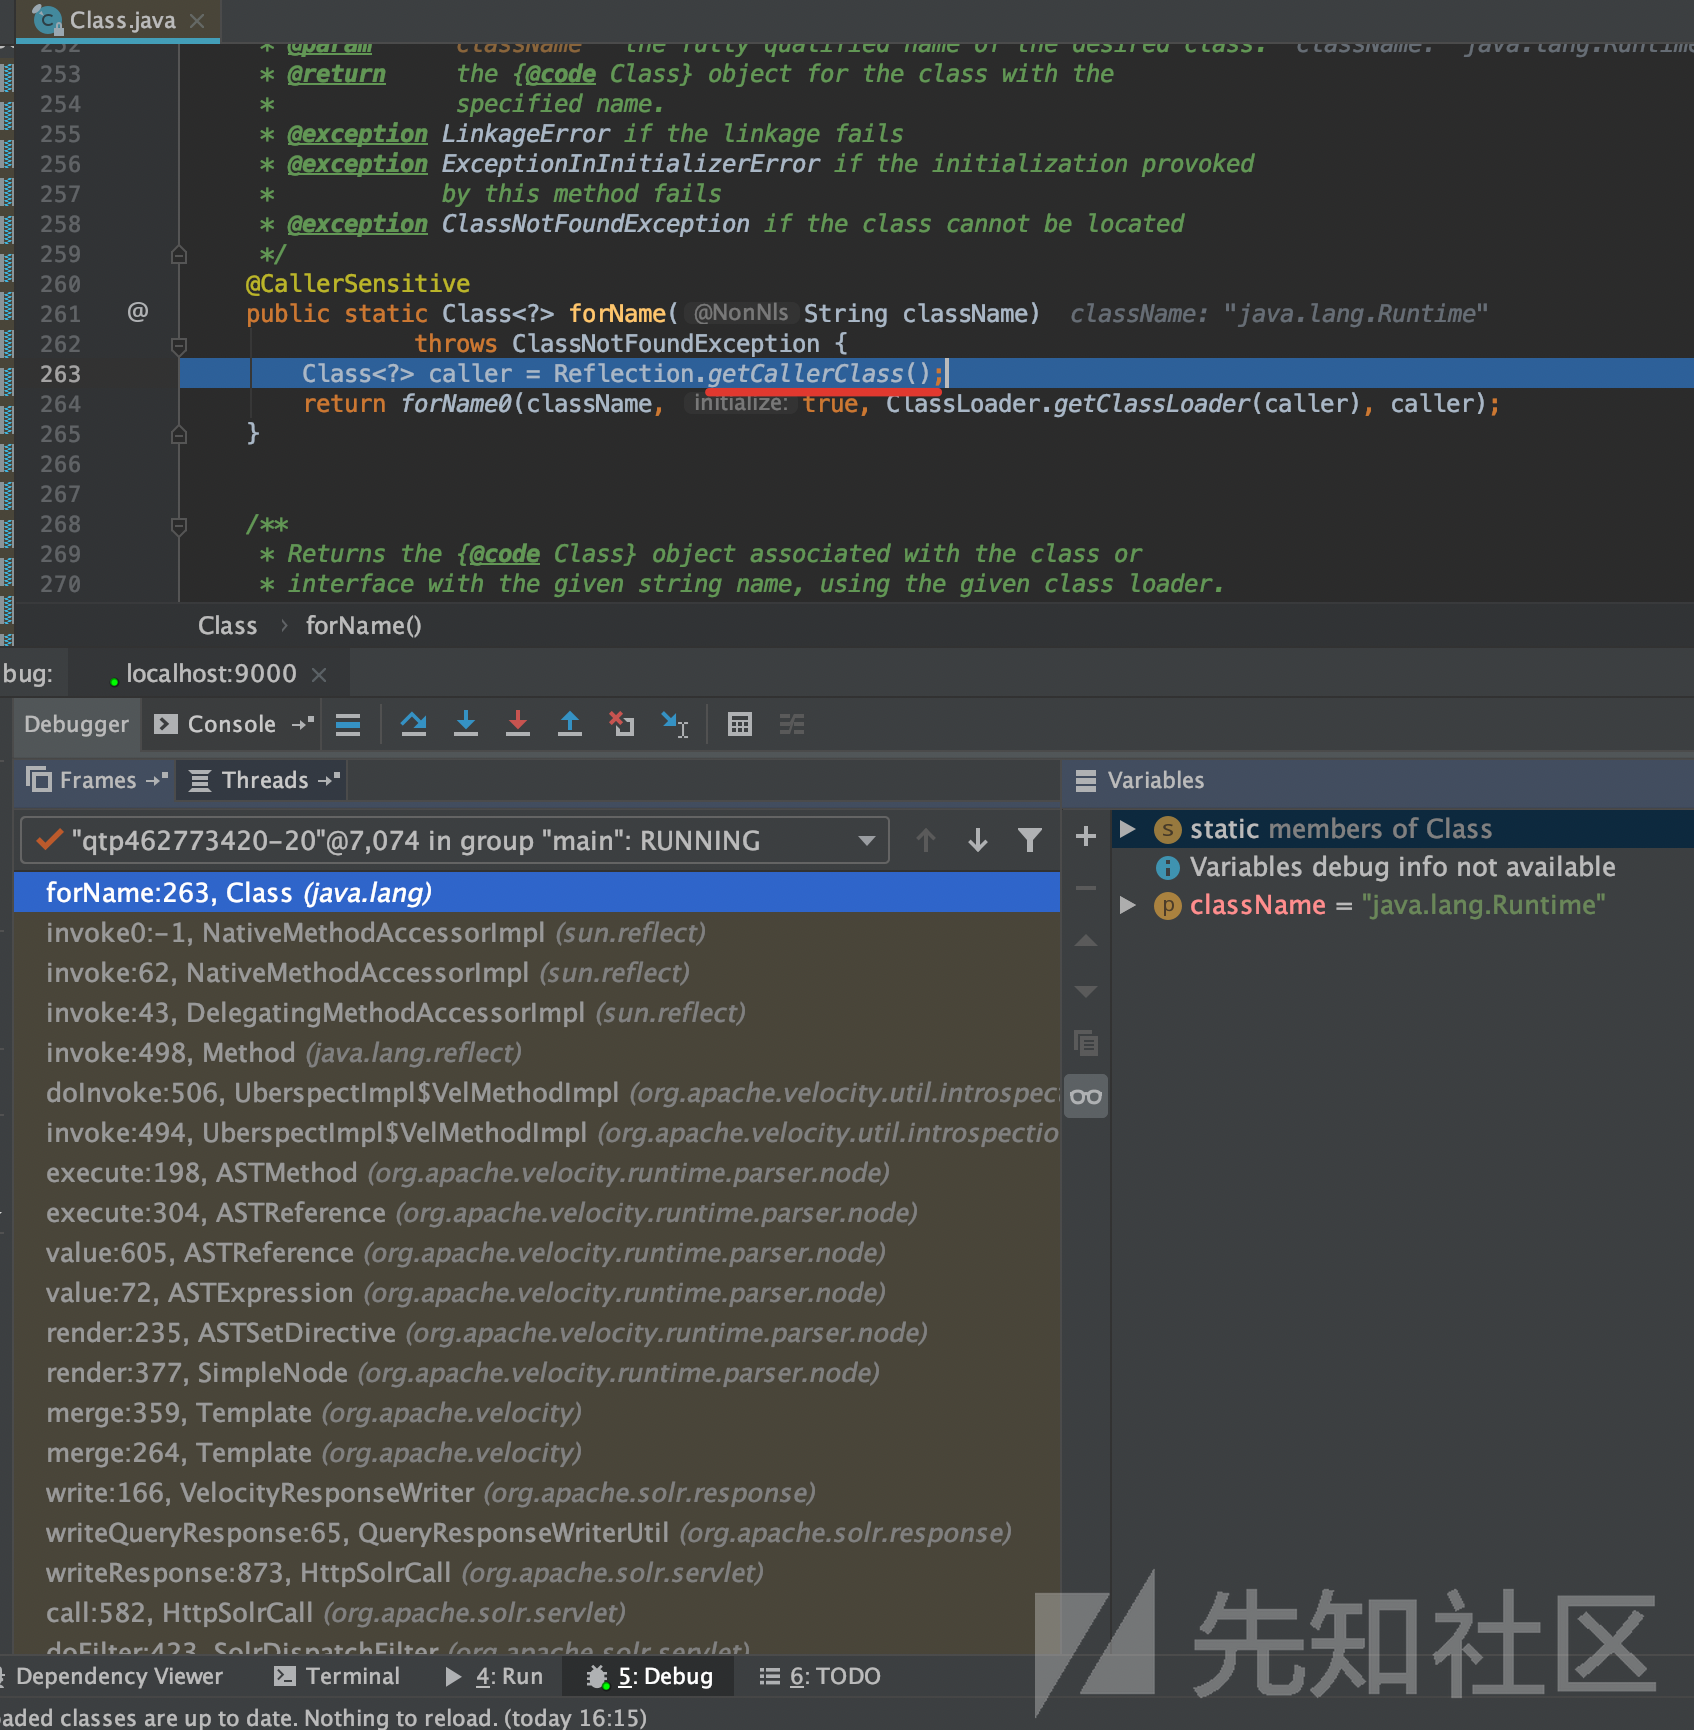 Class.java
252 * @param className the fully qualified name of the desired class. className: "java.lang.Runtime
253 * @return the {@code Class} object for the class with the
254 * specified name.
255 * @exception LinkageError if the linkage fails
256 * @exception ExceptionInInitializerError if the initialization provoked
257 * by this method fails
258 * @exception ClassNotFoundException if the class cannot be located
259 */
260 @CallerSensitive
261 @ public static Class<?> forName( @NonNls String className) className: "java.lang.Runtime"
262 throws ClassNotFoundException {
263 Class<?> caller = Reflection.getCallerClass();
264 return forName0(className, initialize: true, ClassLoader.getClassLoader(caller), caller);
265 }
266
267
268 /**
269 * Returns the {@code Class} object associated with the class or
270 * interface with the given string name, using the given class loader.
Class › forName()
bug: localhost:9000
Debugger Console
Frames Threads
"qtp462773420-20"@7,074 in group "main": RUNNING
forName:263, Class (java.lang)
invoke0:-1, NativeMethodAccessorImpl (sun.reflect)
invoke:62, NativeMethodAccessorImpl (sun.reflect)
invoke:43, DelegatingMethodAccessorImpl (sun.reflect)
invoke:498, Method (java.lang.reflect)
doInvoke:506, UberspectImpl$VelMethodImpl (org.apache.velocity.util.introspect
invoke:494, UberspectImpl$VelMethodImpl (org.apache.velocity.util.introspectio
execute:198, ASTMethod (org.apache.velocity.runtime.parser.node)
execute:304, ASTReference (org.apache.velocity.runtime.parser.node)
value:605, ASTReference (org.apache.velocity.runtime.parser.node)
value:72, ASTExpression (org.apache.velocity.runtime.parser.node)
render:235, ASTSetDirective (org.apache.velocity.runtime.parser.node)
render:377, SimpleNode (org.apache.velocity.runtime.parser.node)
merge:359, Template (org.apache.velocity)
merge:264, Template (org.apache.velocity)
write:166, VelocityResponseWriter (org.apache.solr.response)
writeQueryResponse:65, QueryResponseWriterUtil (org.apache.solr.response)
writeResponse:873, HttpSolrCall (org.apache.solr.servlet)
call:582, HttpSolrCall (org.apache.solr.servlet)
doFilter:423, SolrDispatchFilter (org.apache.solr.servlet)
Variables
static members of Class
Variables debug info not available
className = "java.lang.Runtime"
先知社区
Dependency Viewer Terminal 4: Run 5: Debug 6: TODO
aded classes are up to date. Nothing to reload. (today 16:15)